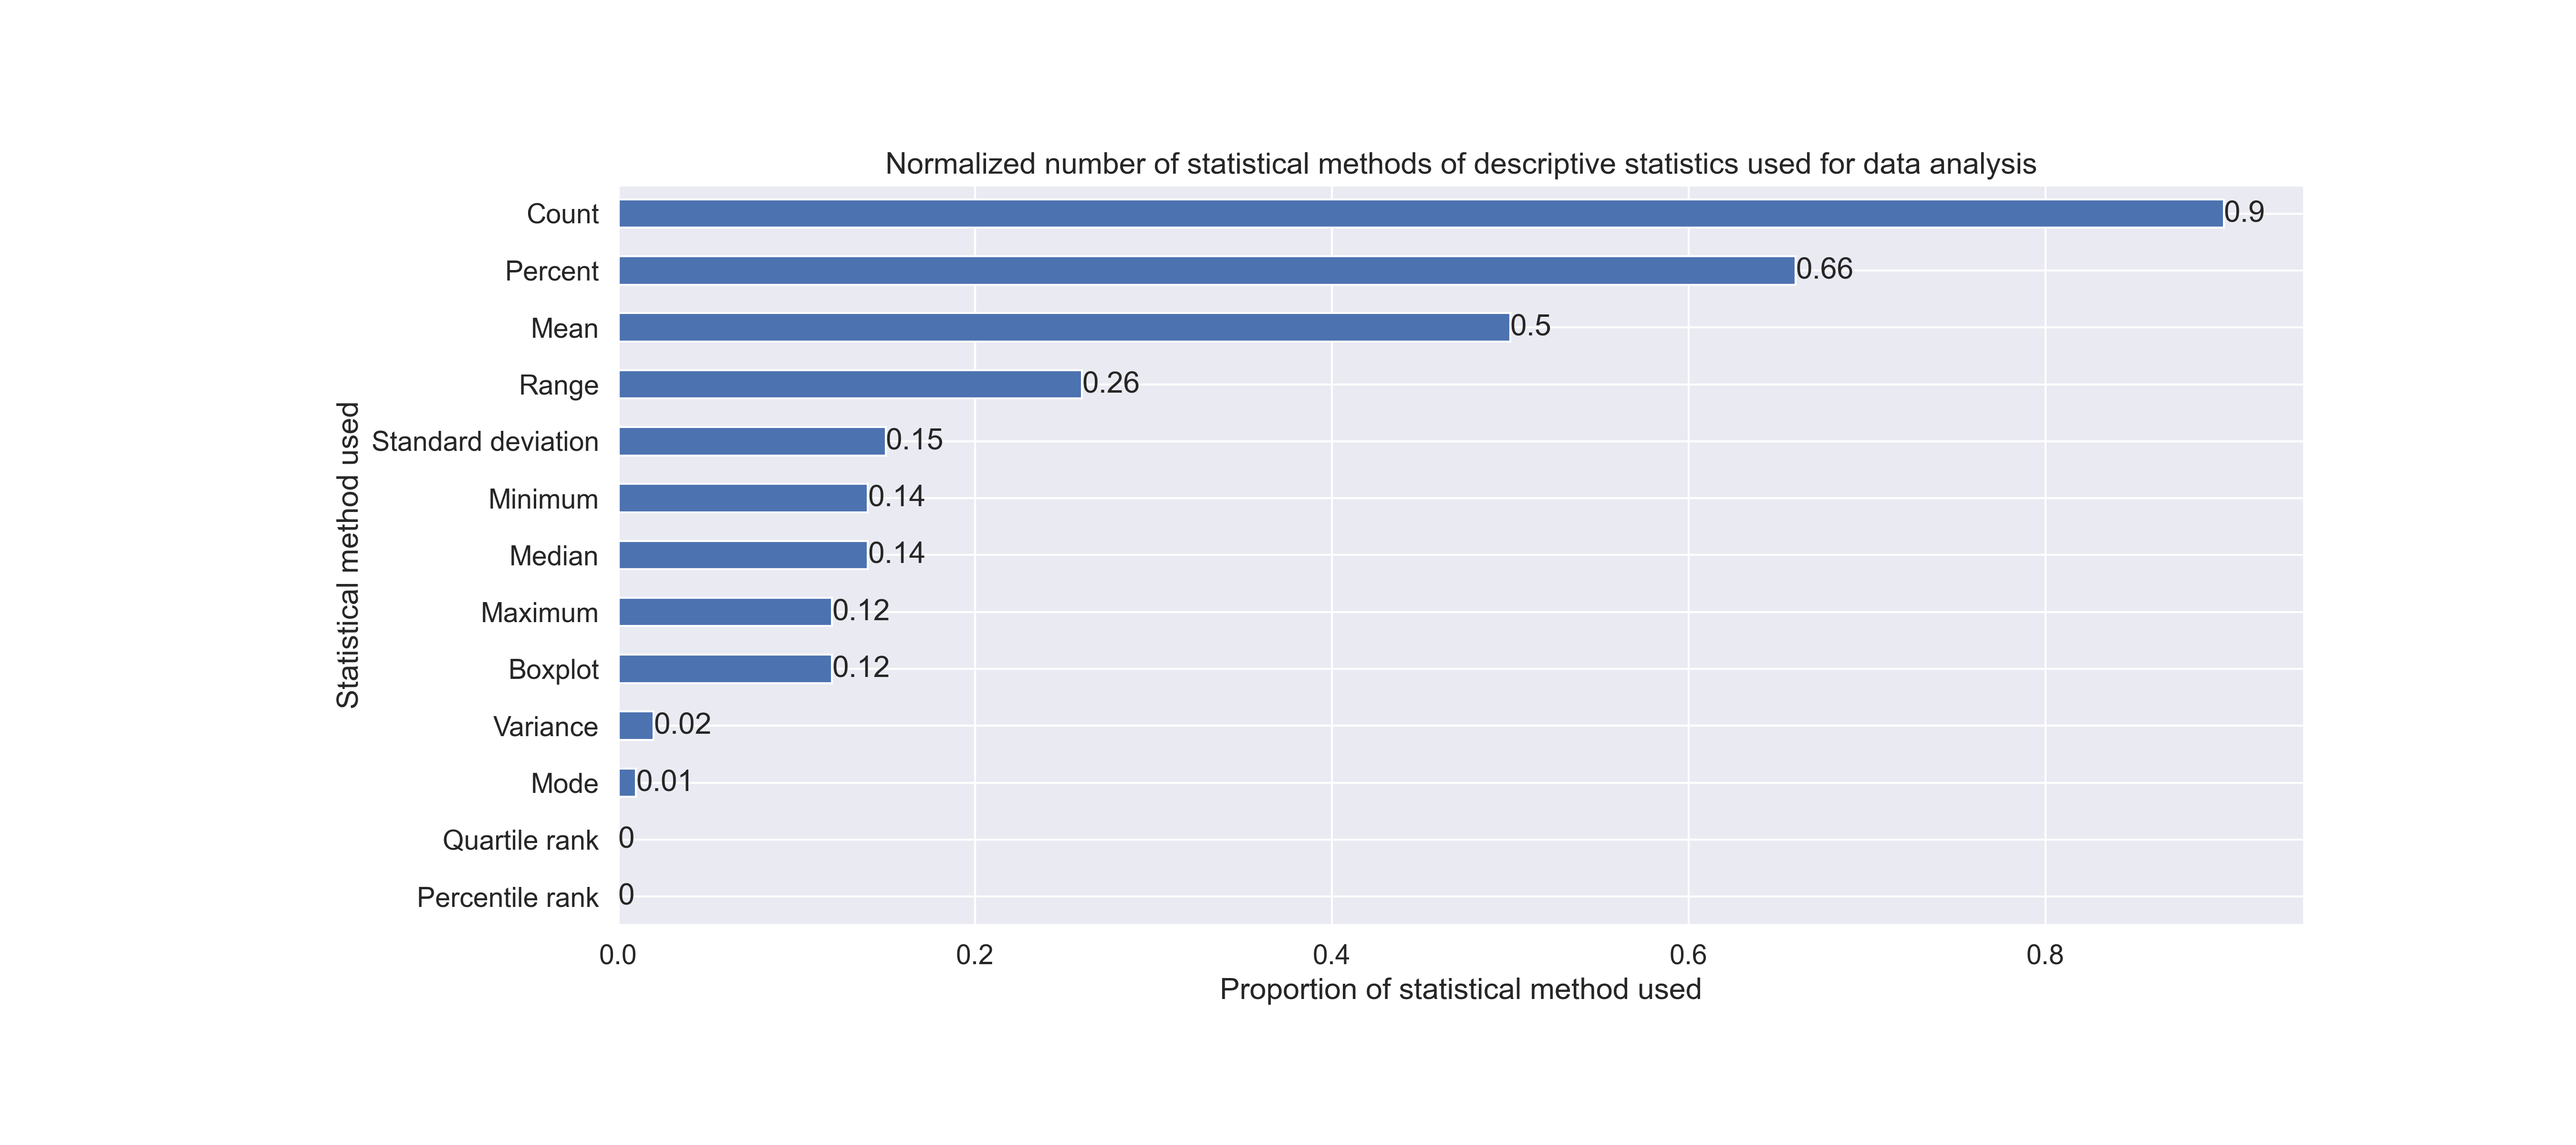 Normalized number of statistical methods of descriptive statistics used for data analysis
Statistical method used
Count 0.9
Percent 0.66
Mean 0.5
Range 0.26
Standard deviation 0.15
Minimum 0.14
Median 0.14
Maximum 0.12
Boxplot 0.12
Variance 0.02
Mode 0.01
Quartile rank 0
Percentile rank 0
0.0 0.2 0.4 0.6 0.8
Proportion of statistical method used